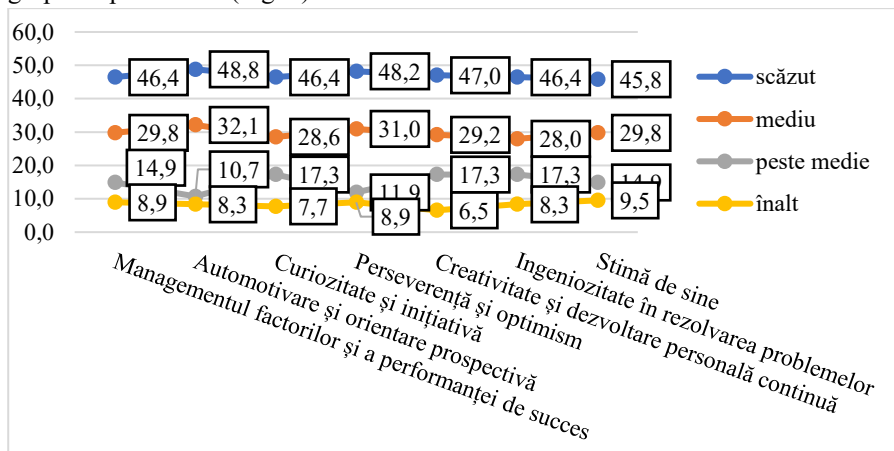 60,0
50,0
40,0
30,0
20,0
10,0
0,0
46,4 48,8 46,4 48,2 47,0 46,4 45,8
29,8 32,1 28,6 31,0 29,2 28,0 29,8
14,9 10,7 17,3 11,9 17,3 17,3 14,9
8,9 8,3 7,7 8,9 6,5 8,3 9,5
scăzut
mediu
peste medie
înalt
Managementul factorilor și a performanței de succes
Automotivare și orientare prospectivă
Curiozitate și inițiativă
Perseverență și optimism
Creativitate și dezvoltare personală continuă
Ingeniozitate în rezolvarea problemelor
Stimă de sine